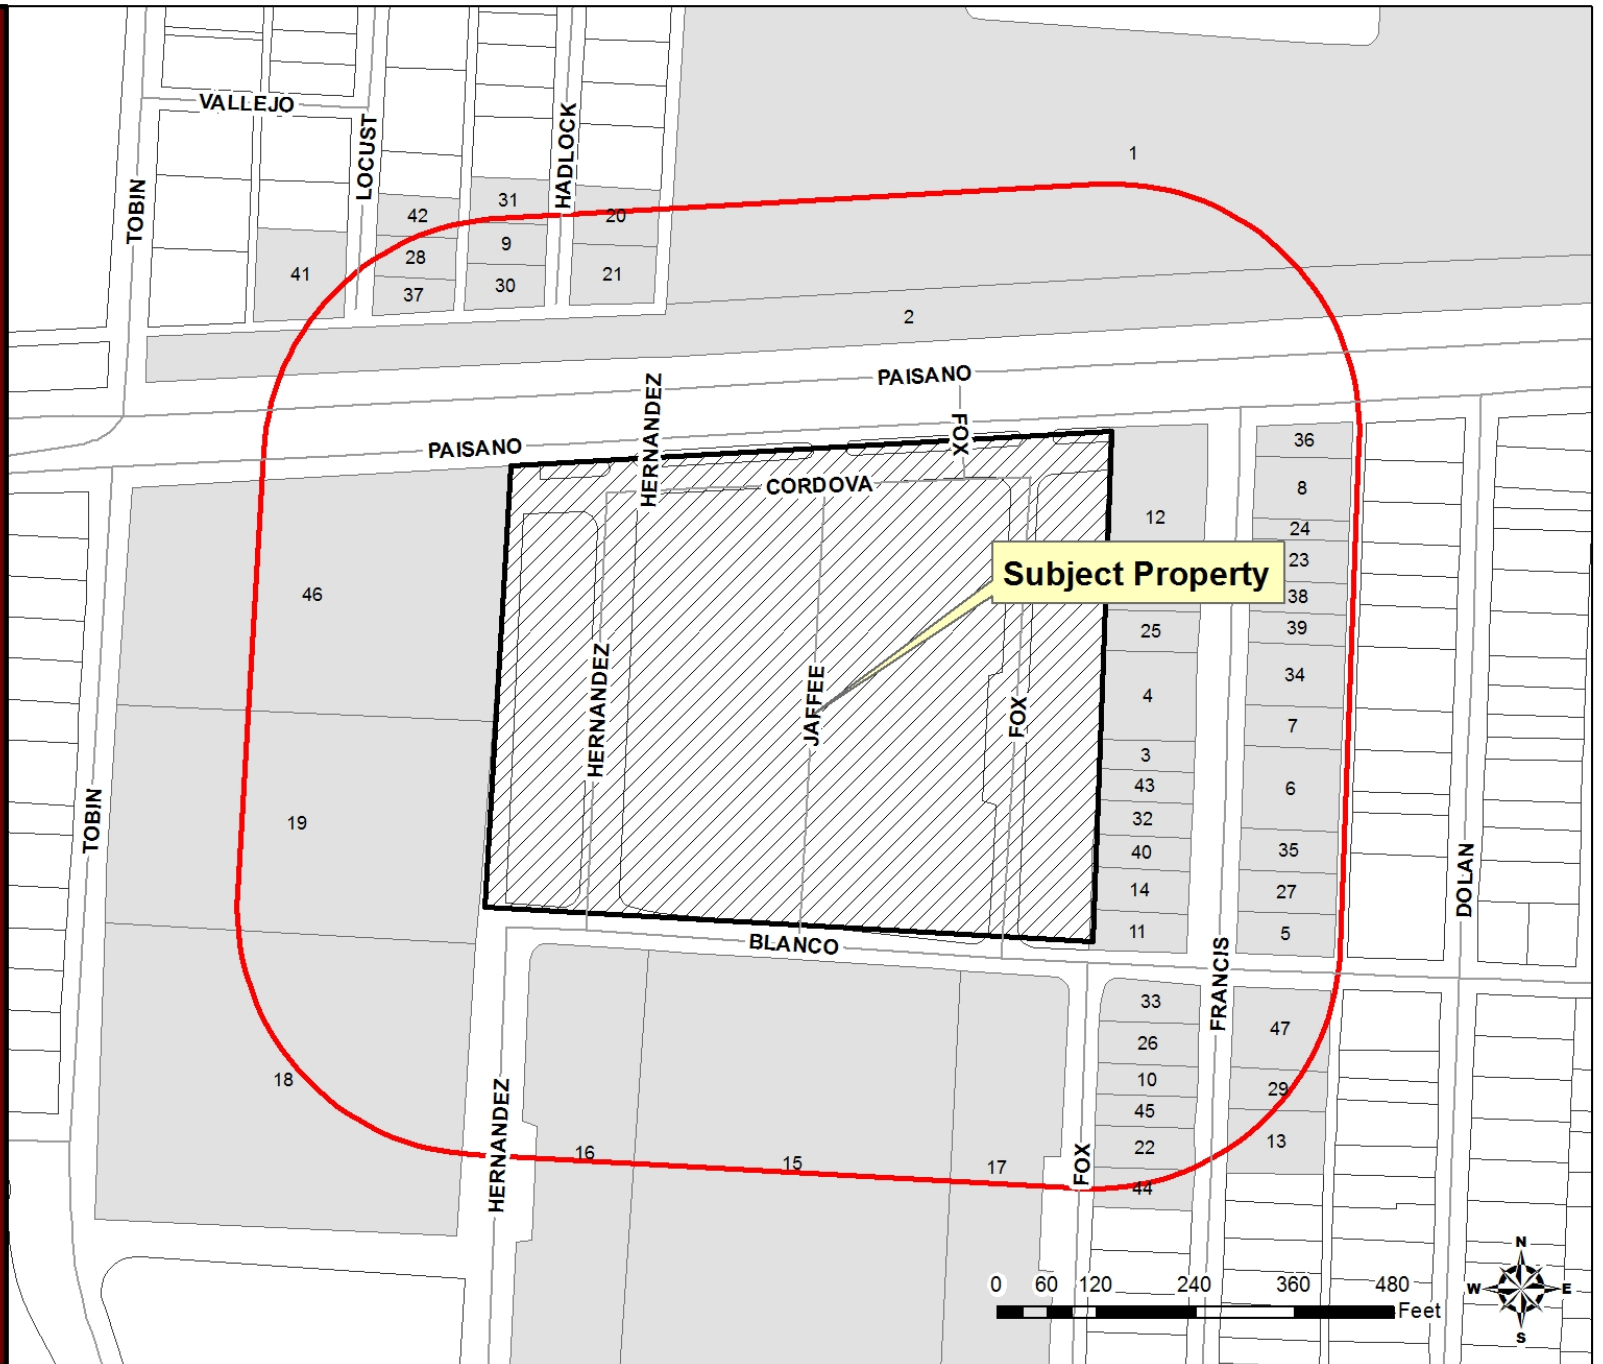 VALLEJO
LOCUST
HADLOCK
TOBIN
1
31
42
20
9
28
41
21
30
37
2
PAISANO
HERNANDEZ
FOX
PAISANO
36
CORDOVA
8
12
24
Subject Property
23
46
38
39
25
34
4
HERNANDEZ
JAFFEE
FOX
7
3
43
6
32
19
TOBIN
35
40
DOLAN
14
27
11
5
BLANCO
FRANCIS
33
47
26
18
10
29
45
HERNANDEZ
13
22
16
15
17
FOX
44
N
W E
S
0 60 120 240 360 480
Feet